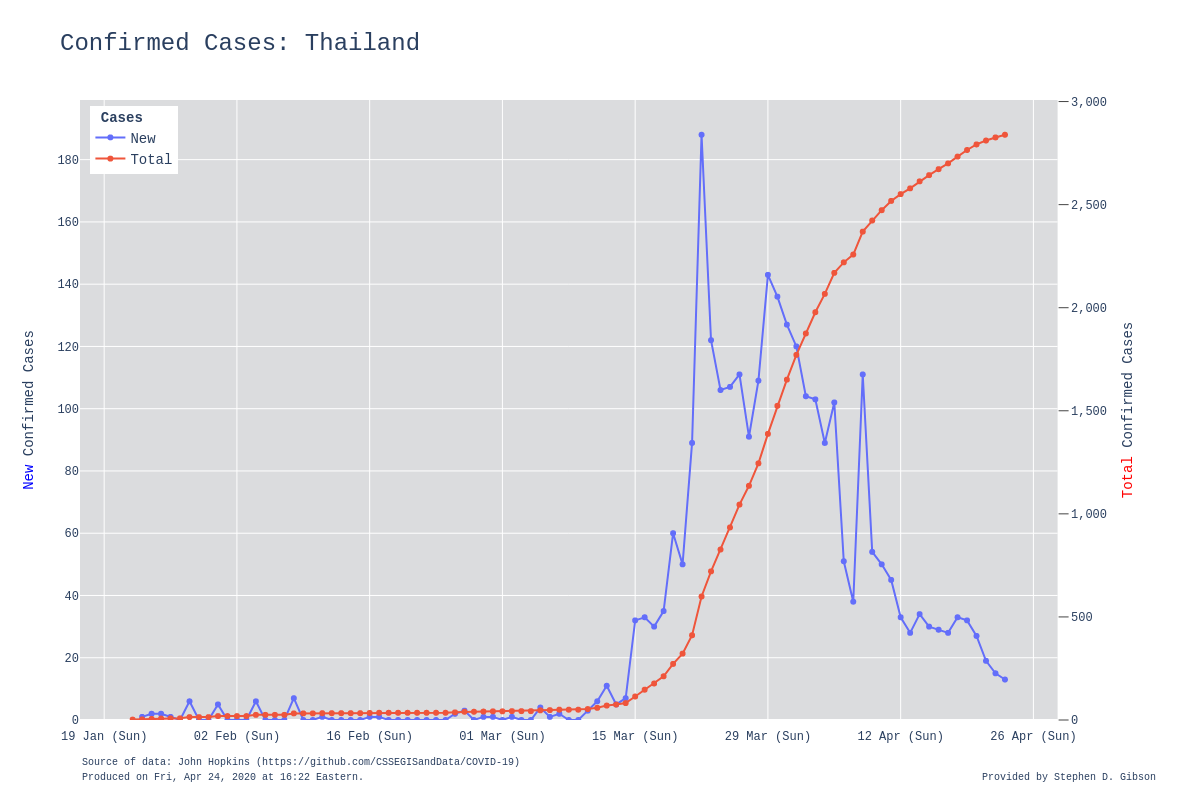 Confirmed Cases: Thailand
Cases
New
Total
New Confirmed Cases
180
160
140
120
100
80
60
40
20
0
3,000
2,500
2,000
1,500
1,000
500
0
Total Confirmed Cases
19 Jan (Sun) 02 Feb (Sun) 16 Feb (Sun) 01 Mar (Sun) 15 Mar (Sun) 29 Mar (Sun) 12 Apr (Sun) 26 Apr (Sun)
Source of data: John Hopkins (https://github.com/CSSEGISandData/COVID-19)
Produced on Fri, Apr 24, 2020 at 16:22 Eastern.
Provided by Stephen D. Gibson